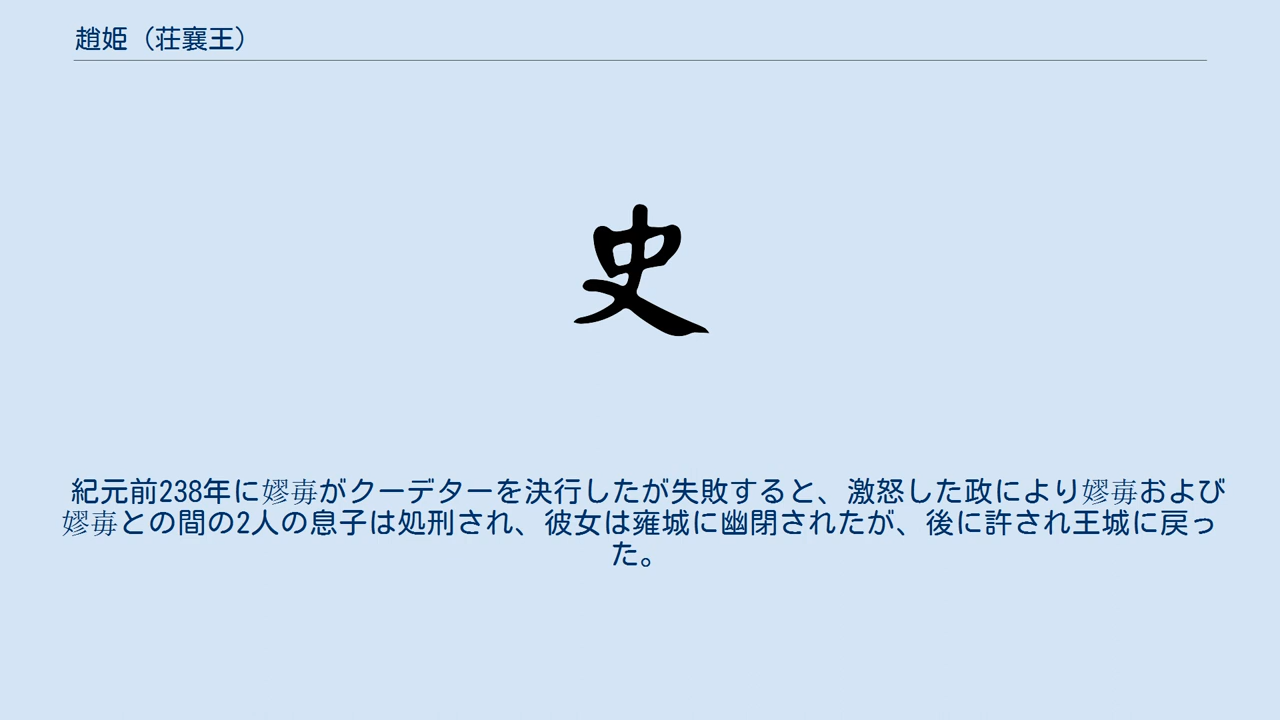 趙姫（荘襄王）
史
紀元前238年に嫪毐がクーデターを決行したが失敗すると、激怒した政により嫪毐および
嫪毐との間の2人の息子は処刑され、彼女は雍城に幽閉されたが、後に許され王城に戻っ
た。